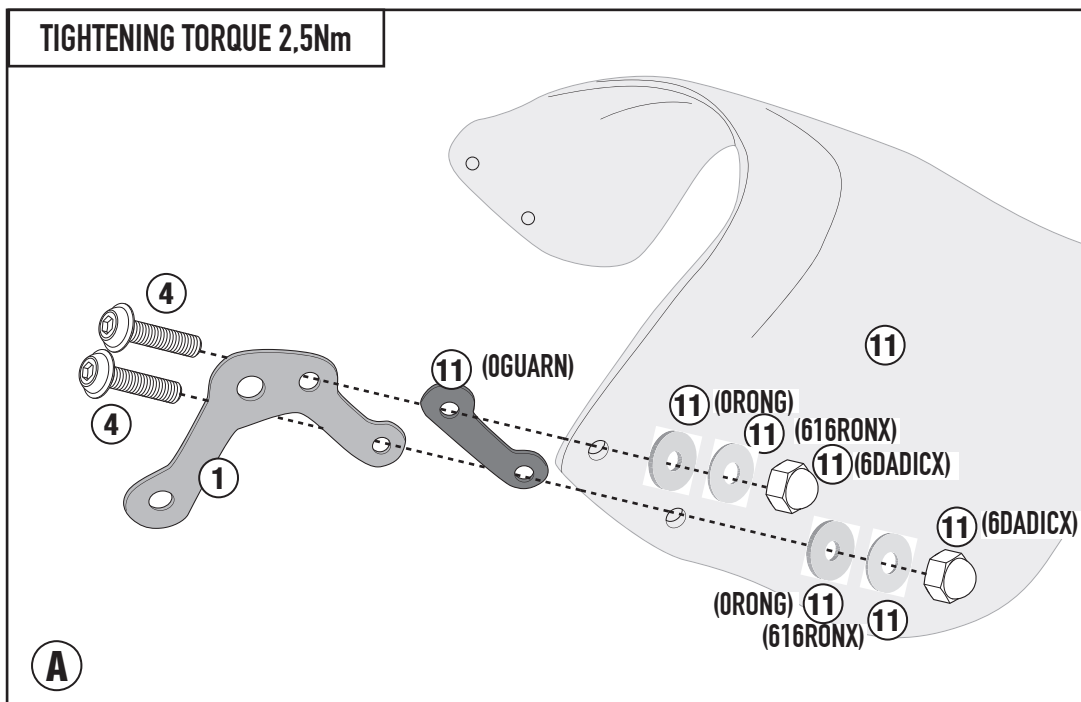 TIGHTENING TORQUE 2,5Nm
4
11 (0GUARN)
11
11 (0RONG)
11 (616RONX)
11 (6DADICX)
4
1
11 (6DADICX)
(0RONG) 11
(616RONX) 11
A